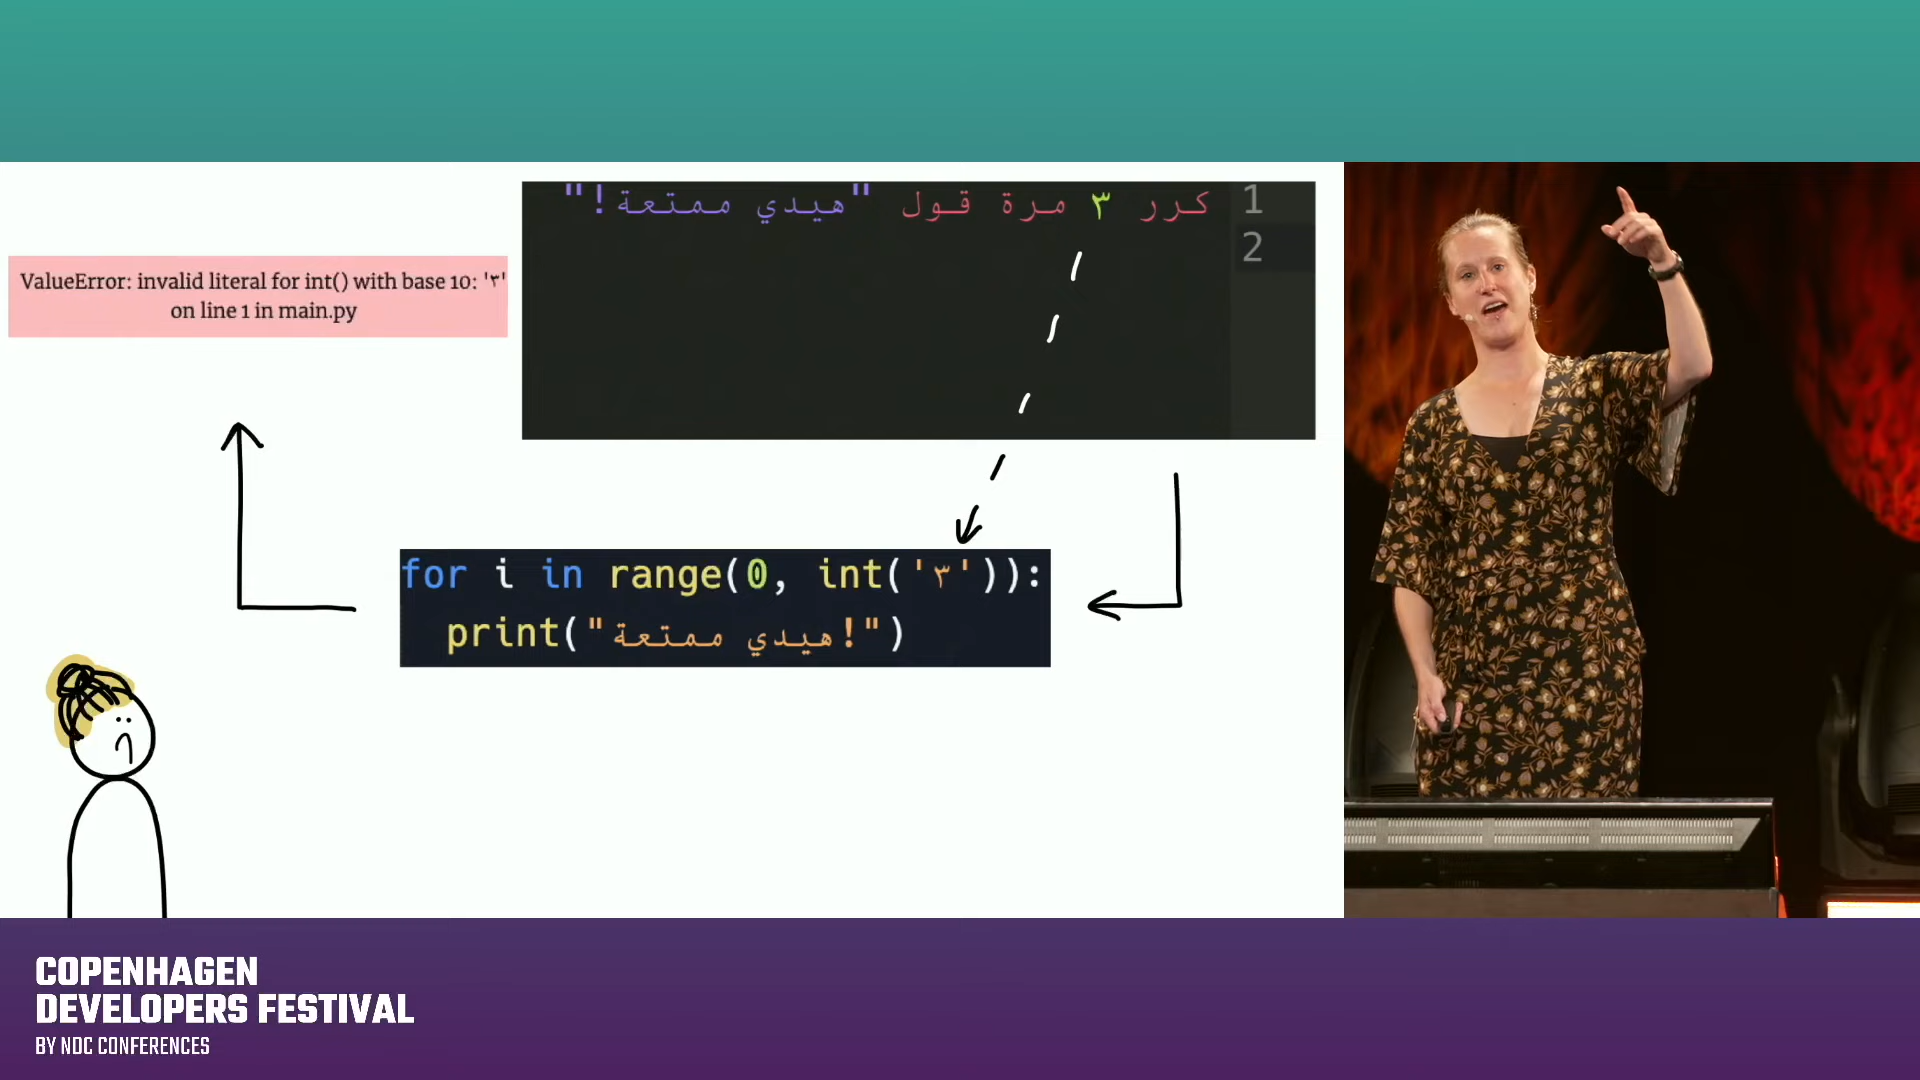 1 كرر ٣ مرة قول "هيدي ممتعة!"
2
ValueError: invalid literal for int() with base 10: '٣'
on line 1 in main.py
for i in range(0, int('٣')):
print("هيدي ممتعة!")
COPENHAGEN
DEVELOPERS FESTIVAL
BY NDC CONFERENCES